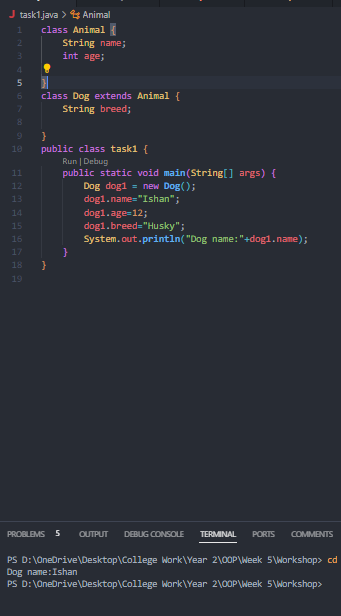 task1.java > Animal
1 class Animal {
2 String name;
3 int age;
4
5 }
6 class Dog extends Animal {
7 String breed;
8
9 }
10 public class task1 {
Run | Debug
11 public static void main(String[] args) {
12 Dog dog1 = new Dog();
13 dog1.name="Ishan";
14 dog1.age=12;
15 dog1.breed="Husky";
16 System.out.println("Dog name:"+dog1.name);
17 }
18 }
19
PROBLEMS 5 OUTPUT DEBUG CONSOLE TERMINAL PORTS COMMENTS
PS D:\OneDrive\Desktop\College Work\Year 2\OOP\Week 5\Workshop> cd
Dog name:Ishan
PS D:\OneDrive\Desktop\College Work\Year 2\OOP\Week 5\Workshop>